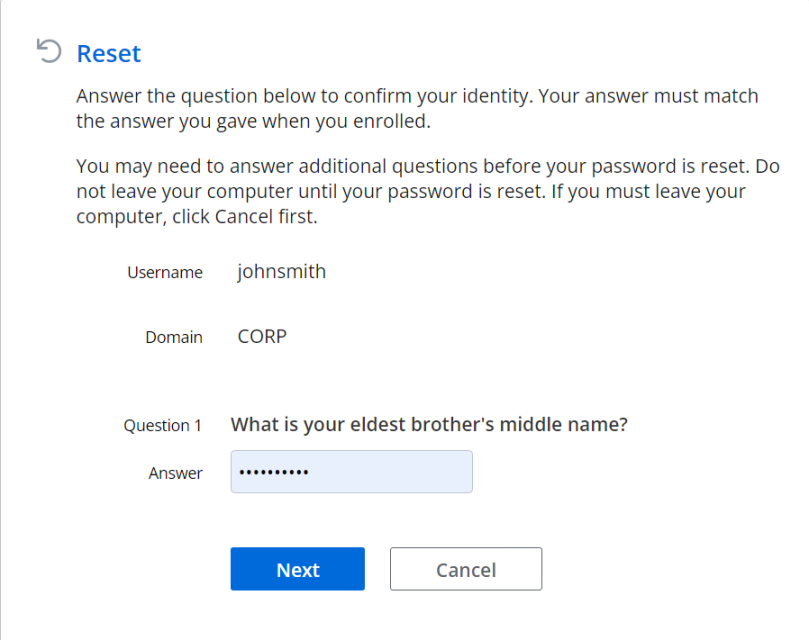 Reset
Answer the question below to confirm your identity. Your answer must match
the answer you gave when you enrolled.
You may need to answer additional questions before your password is reset. Do
not leave your computer until your password is reset. If you must leave your
computer, click Cancel first.
Username johnsmith
Domain CORP
Question 1 What is your eldest brother's middle name?
Answer ••••••••••
Next Cancel